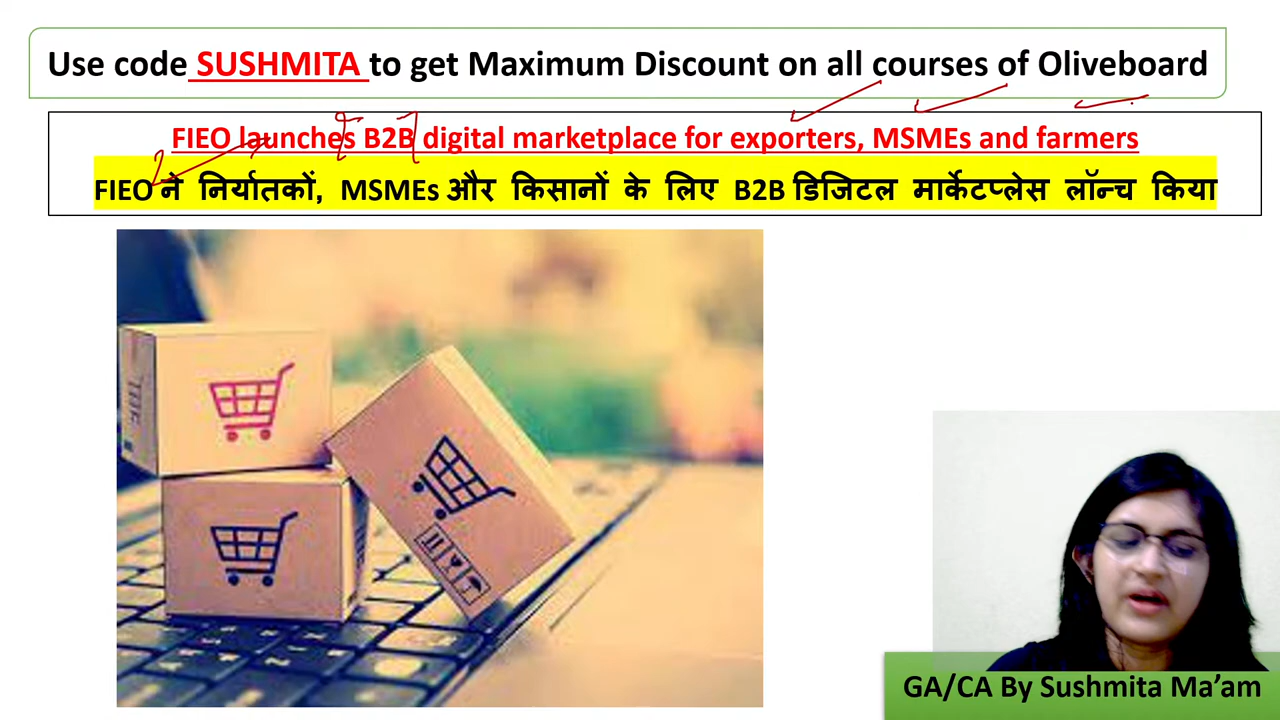 Use code SUSHMITA to get Maximum Discount on all courses of Oliveboard
FIEO launches B2B digital marketplace for exporters, MSMEs and farmers
FIEO ने निर्यातकों, MSMEs और किसानों के लिए B2B डिजिटल मार्केटप्लेस लॉन्च किया
GA/CA By Sushmita Ma’am